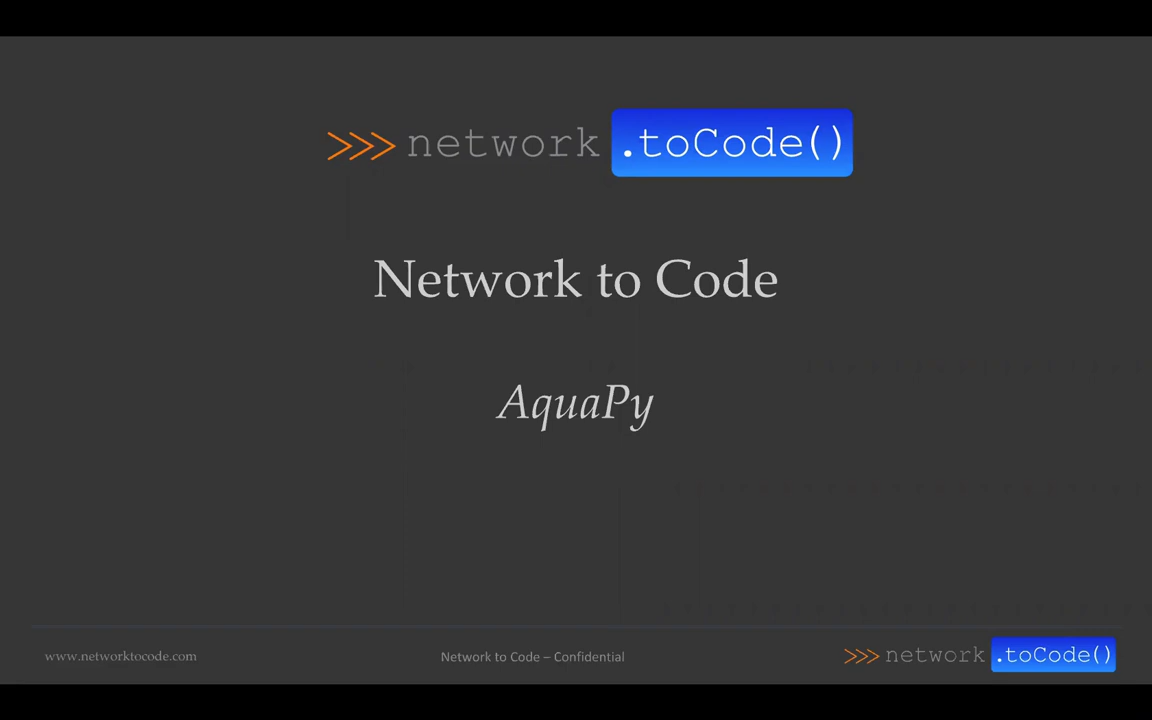 >>> network .toCode()
Network to Code
AquaPy
www.networktocode.com
Network to Code – Confidential
>>> network .toCode()